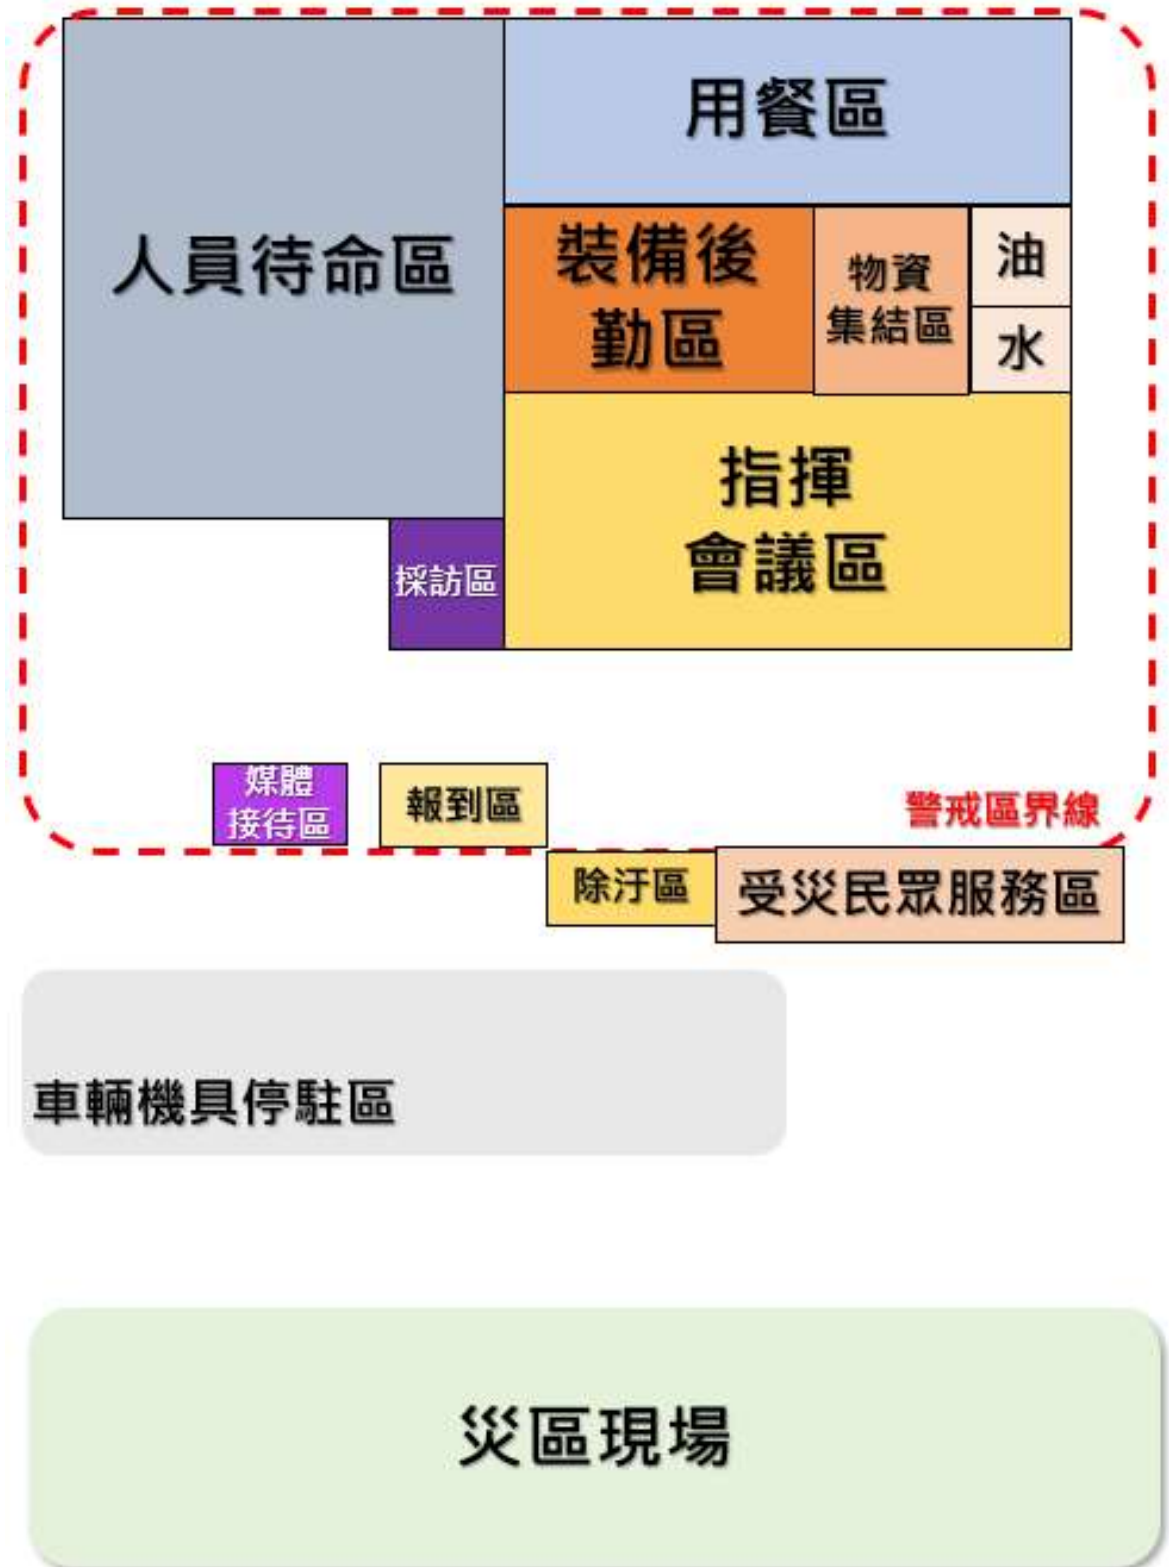 用餐區
人員待命區
裝備後
勤區
物資
集結區
油
水
指揮
會議區
採訪區
媒體
接待區
報到區
警戒區界線
除汙區
受災民眾服務區
車輛機具停駐區
災區現場